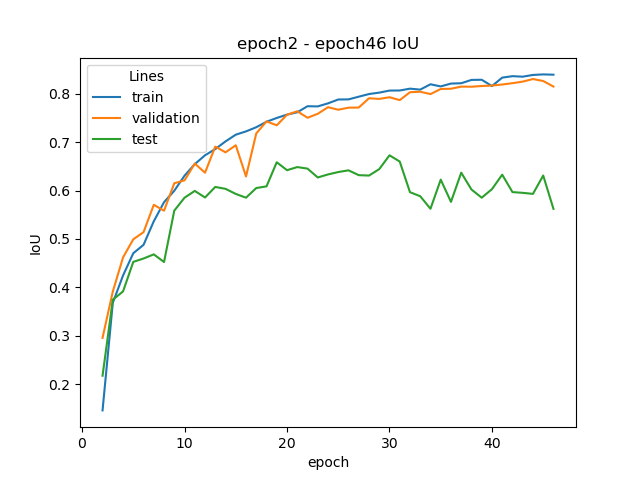 epoch2 - epoch46 IoU
Lines
train
validation
test
IoU
0.8
0.7
0.6
0.5
0.4
0.3
0.2
0 10 20 30 40
epoch